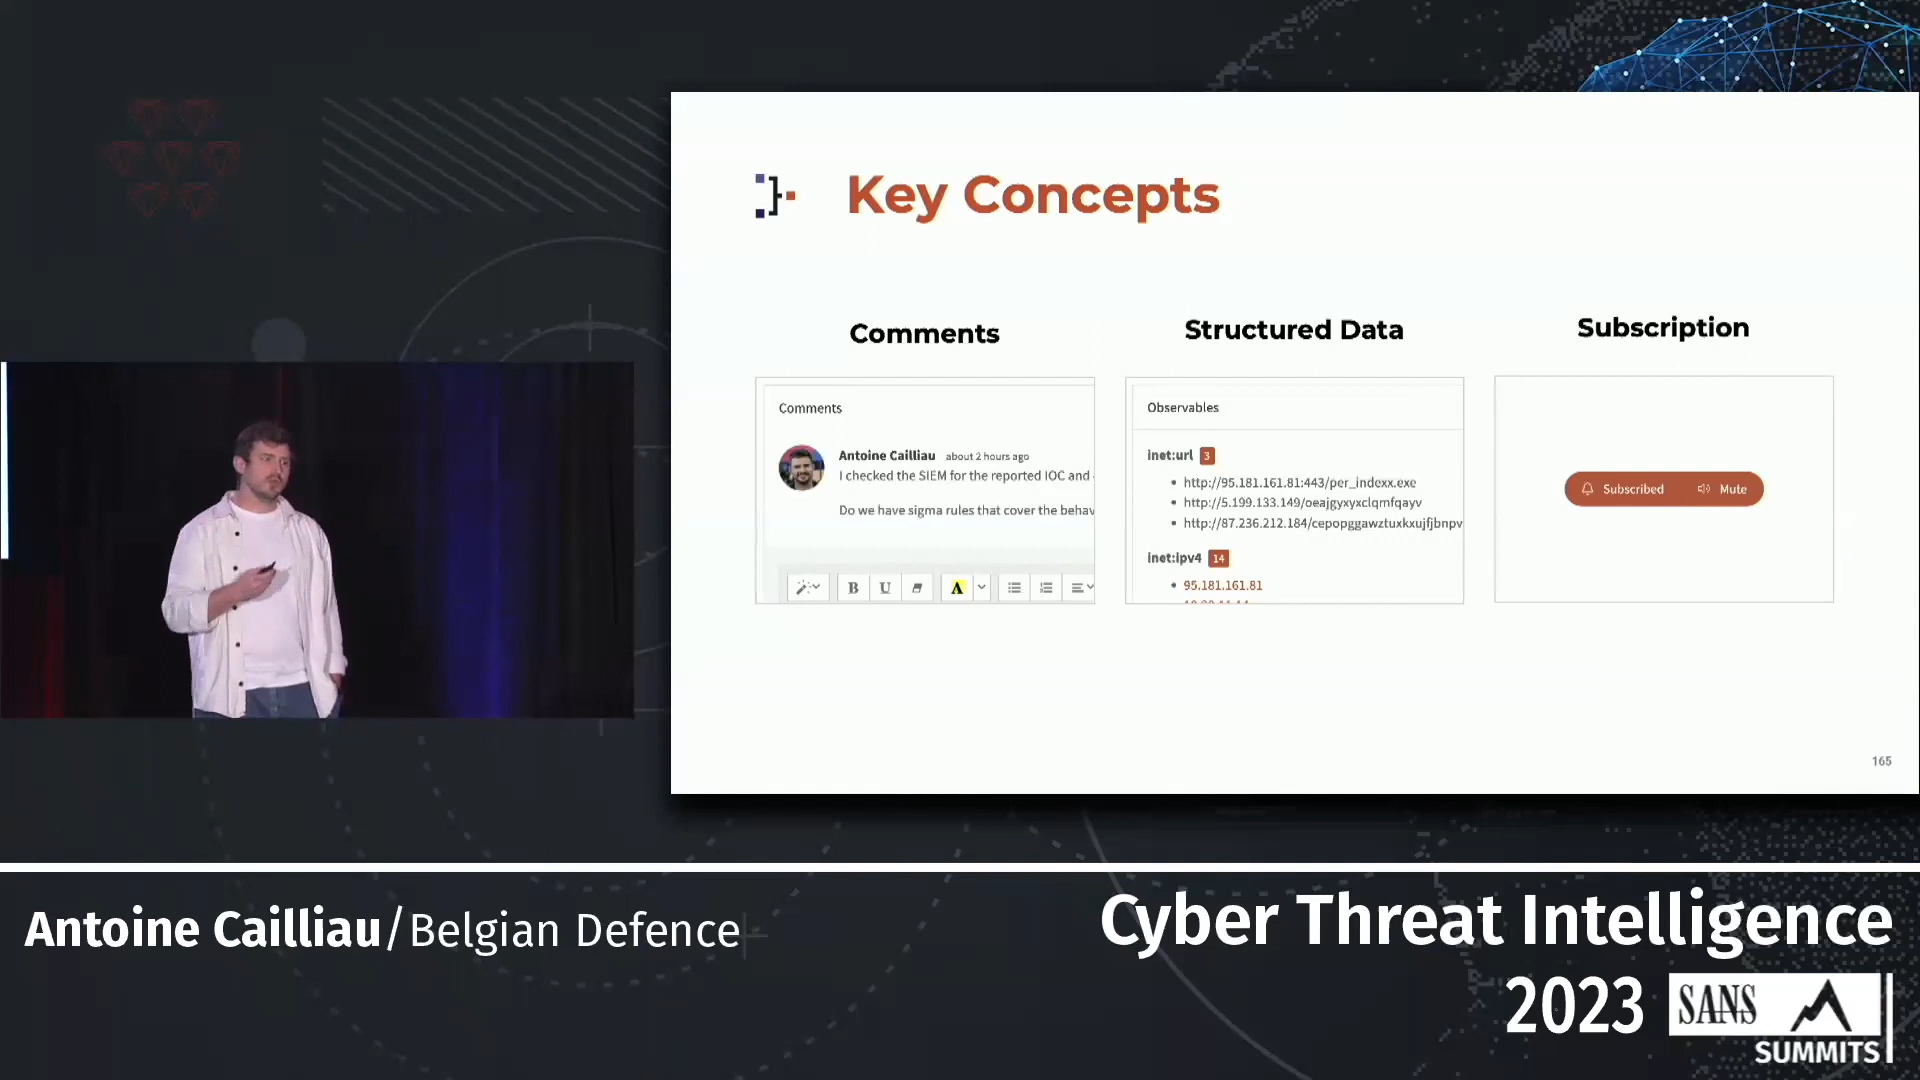 Key Concepts
Comments
Structured Data
Subscription
Comments
Antoine Cailliau about 2 hours ago
I checked the SIEM for the reported IOC and
Do we have sigma rules that cover the behav
B U A
Observables
inet:url 3
http://95.181.161.81:443/per_indexx.exe
http://5.199.133.149/oeajgyxyxclqmfqayv
http://87.236.212.184/cepopggawztuxkxujfjbnpv
inet:ipv4 14
95.181.161.81
Subscribed Mute
165
Antoine Cailliau/Belgian Defence
Cyber Threat Intelligence
2023
SANS
SUMMITS